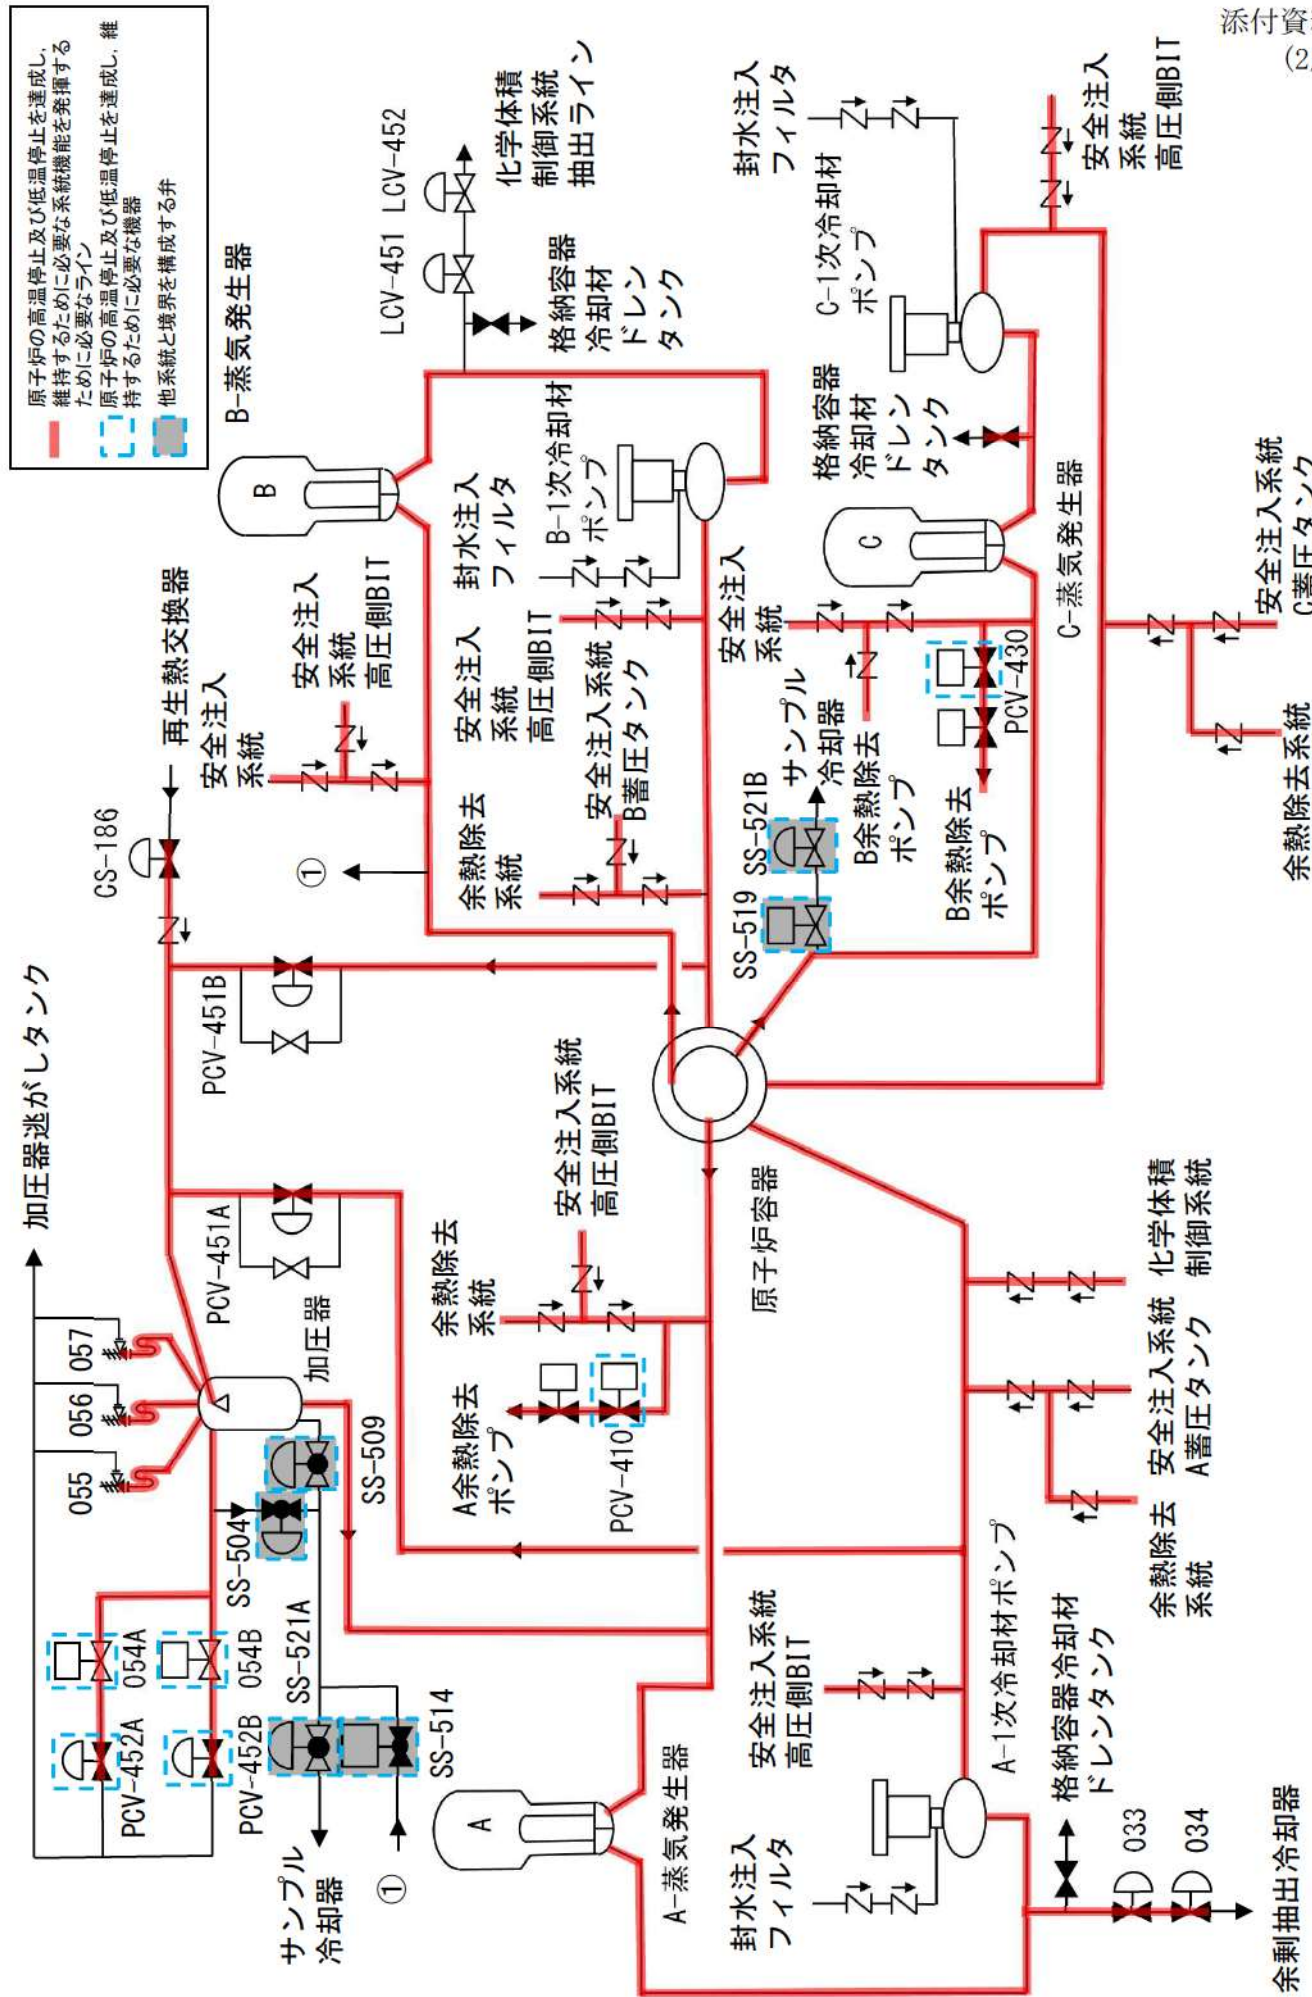 添付資
(2,
原子炉の高温停止及び低温停止を達成し,
維持するために必要な系統機能を発揮する
ために必要なライン
原子炉の高温停止及び低温停止を達成し, 維
持するために必要な機器
他系統と境界を構成する弁
加圧器逃がしタンク
CS-186
再生熱交換器
B-蒸気発生器
B
安全注入
系統
安全注入
系統
高圧側BIT
①
LCV-451
LCV-452
化学体積
制御系統
抽出ライン
格納容器
冷却材
ドレン
タンク
055
056
057
加圧器
PCV-451A
PCV-451B
PCV-452A
054A
PCV-452B
054B
SS-504
SS-509
SS-521A
SS-514
サンプル
冷却器
①
余熱除去
系統
安全注入
系統
高圧側BIT
封水注入
フィルタ
B-1次冷却材
ポンプ
安全注入系統
B蓄圧タンク
余熱除去
系統
安全注入系統
高圧側BIT
A余熱除去
ポンプ
PCV-410
原子炉容器
封水注入
フィルタ
C-1次冷却材
ポンプ
安全注入
系統
高圧側BIT
格納容器
冷却材
ドレン
タンク
C
C-蒸気発生器
安全注入
系統
サンプル
冷却器
SS-519
SS-521B
B余熱除去
ポンプ
B余熱除去
ポンプ
PCV-430
安全注入系統
C蓄圧タンク
余熱除去系統
A
A-蒸気発生器
封水注入
フィルタ
安全注入系統
高圧側BIT
A-1次冷却材ポンプ
化学体積
制御系統
安全注入系統
A蓄圧タンク
余熱除去
系統
格納容器冷却材
ドレンタンク
033
034
余剰抽出冷却器